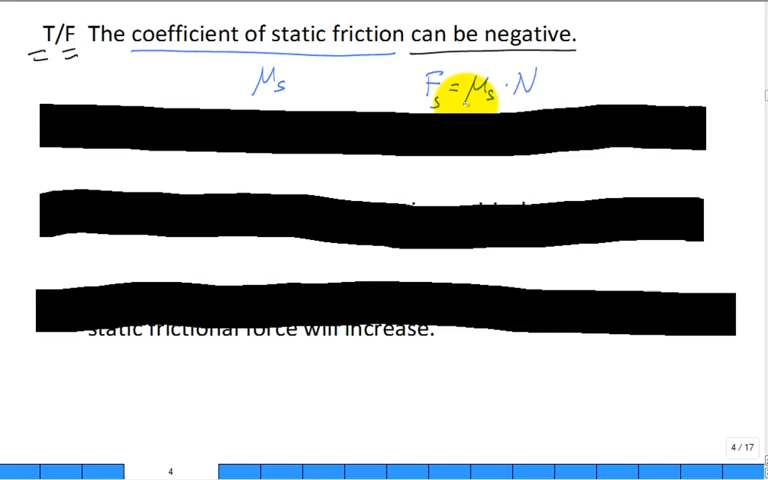 T/F The coefficient of static friction can be negative.
μs Fs = μs · N
static frictional force will increase.
4 / 17
4